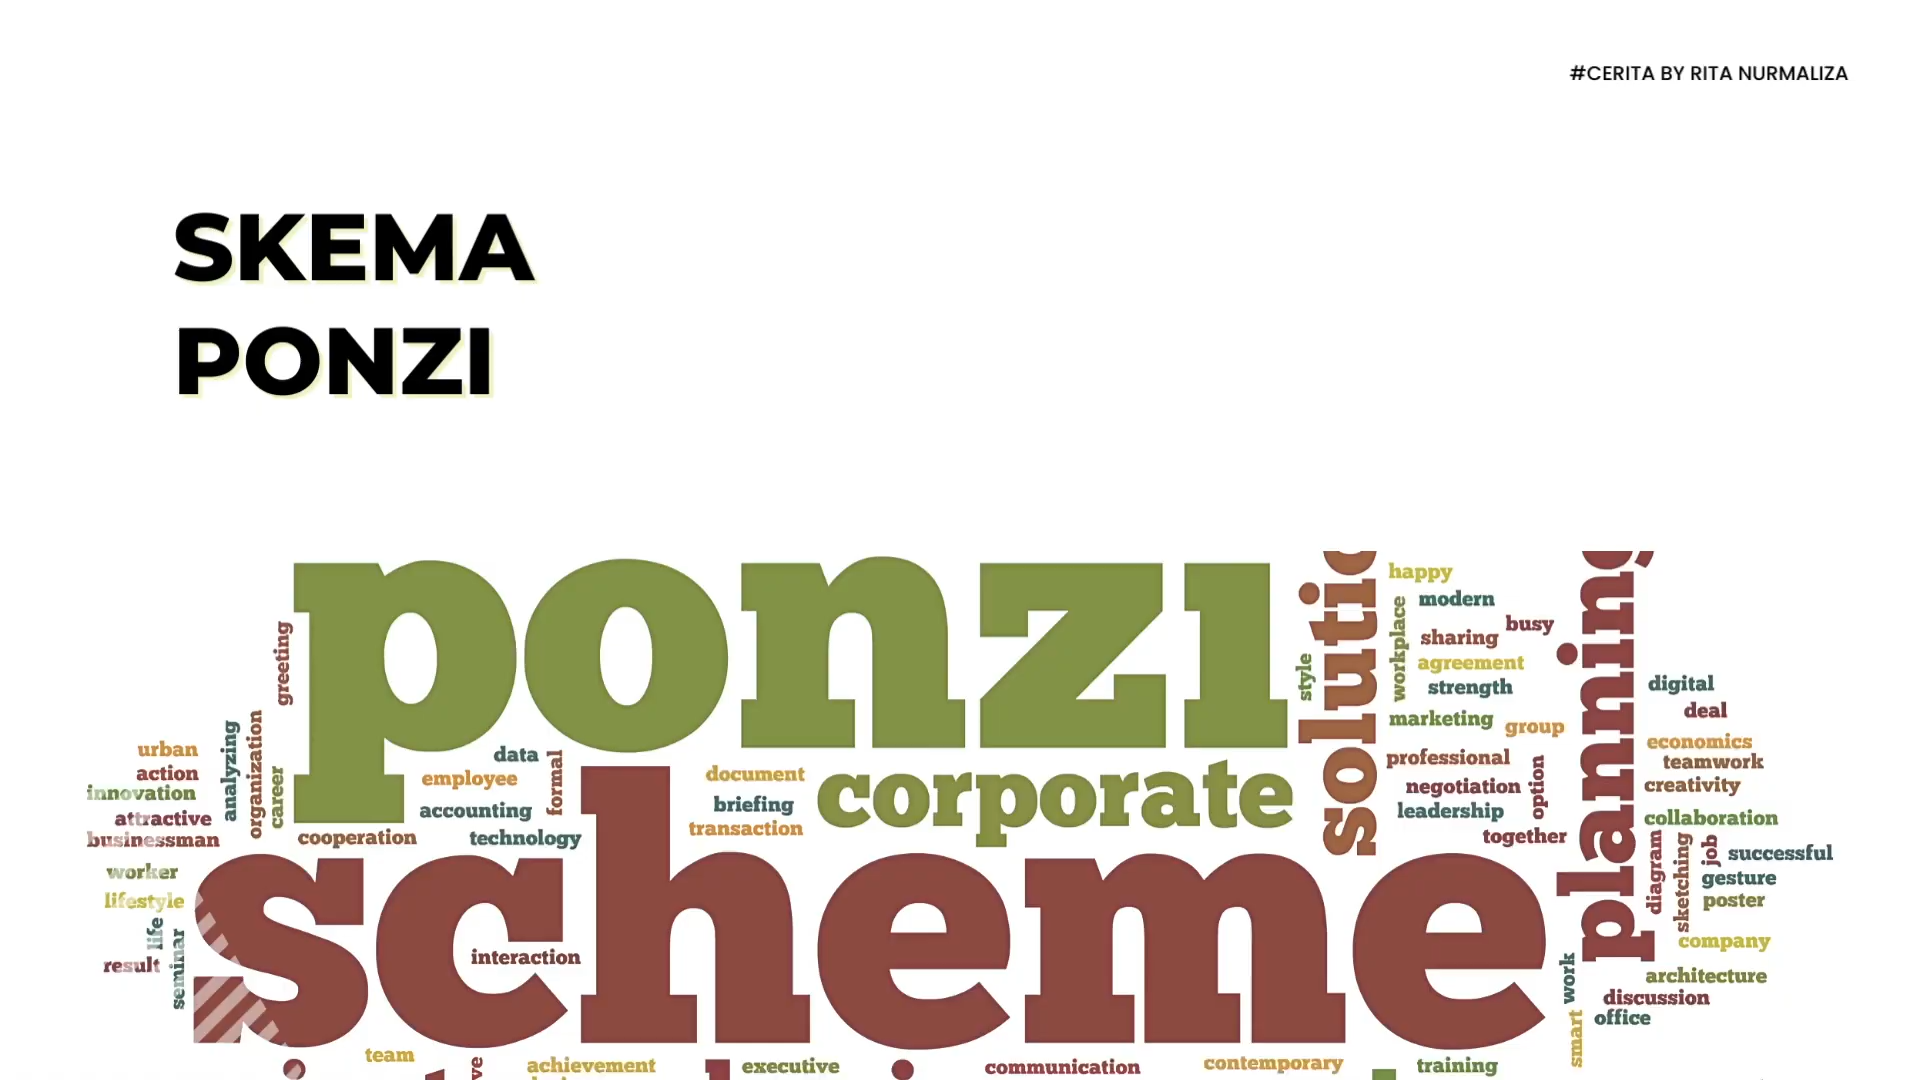 #CERITA BY RITA NURMALIZA
SKEMA
PONZI
ponzi
scheme
corporate
planning
happy
modern
busy
sharing
workplace
agreement
style
strength
marketing
group
professional
negotiation
option
leadership
together
digital
deal
economics
teamwork
creativity
collaboration
diagram
sketching
job
successful
gesture
poster
company
architecture
work
discussion
office
smart
greeting
urban
action
innovation
analyzing
organization
career
attractive
businessman
cooperation
data
employee
formal
accounting
technology
document
briefing
transaction
worker
lifestyle
life
result
seminar
interaction
team
achievement
executive
communication
contemporary
training